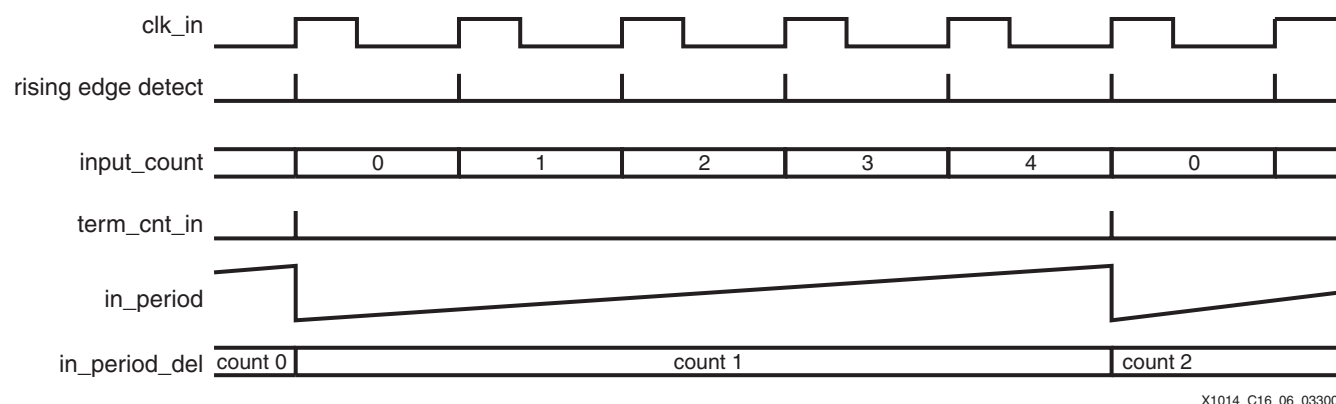 clk_in
rising edge detect
input_count 0 1 2 3 4 0
term_cnt_in
in_period
in_period_del count 0 count 1 count 2
X1014_C16_06_03300